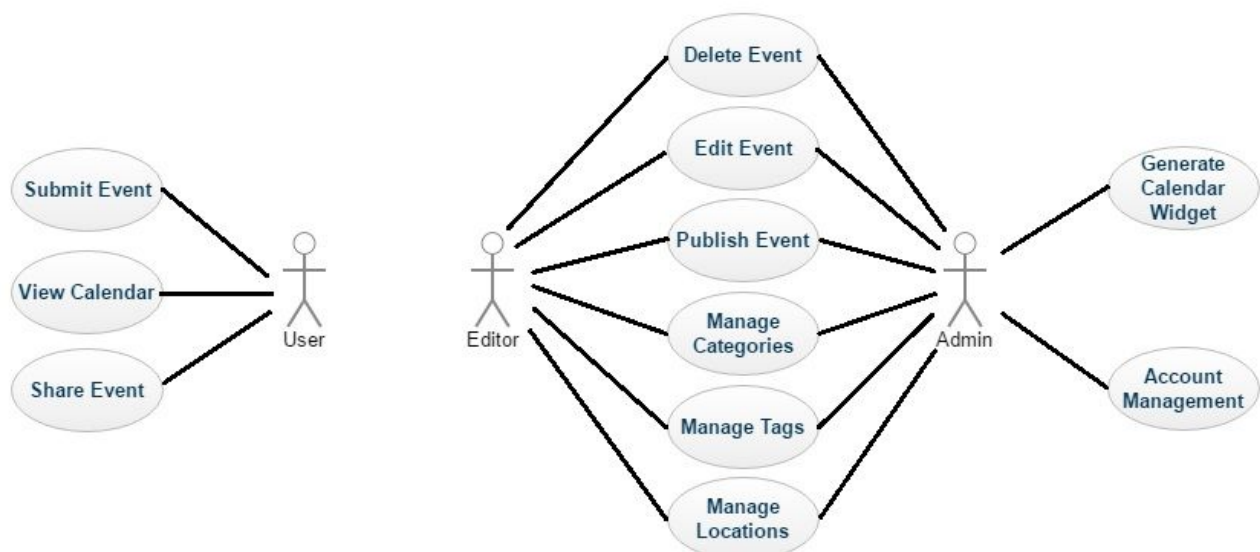 Submit Event
View Calendar
Share Event
User
Editor
Delete Event
Edit Event
Publish Event
Manage
Categories
Manage Tags
Manage
Locations
Admin
Generate
Calendar
Widget
Account
Management